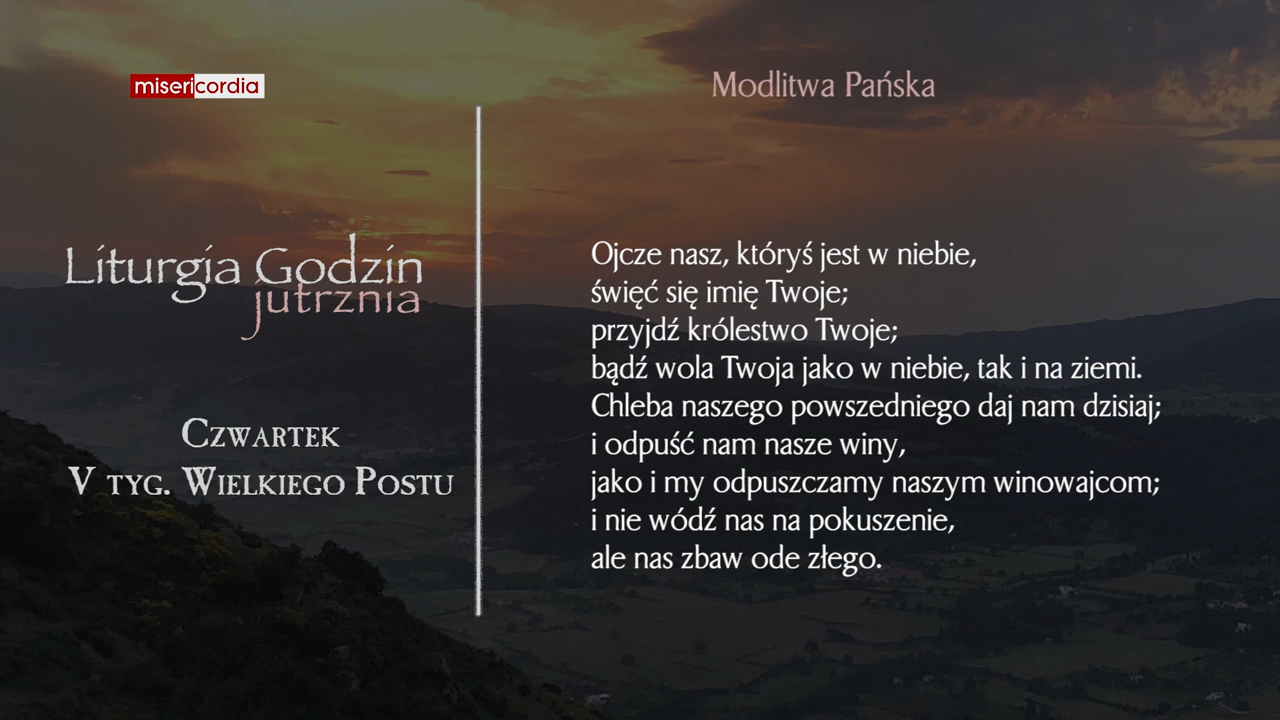 misericordia
Liturgia Godzin
jutrznia
Czwartek
V tyg. Wielkiego Postu
Modlitwa Pańska
Ojcze nasz, któryś jest w niebie,
święć się imię Twoje;
przyjdź królestwo Twoje;
bądź wola Twoja jako w niebie, tak i na ziemi.
Chleba naszego powszedniego daj nam dzisiaj;
i odpuść nam nasze winy,
jako i my odpuszczamy naszym winowajcom;
i nie wódź nas na pokuszenie,
ale nas zbaw ode złego.